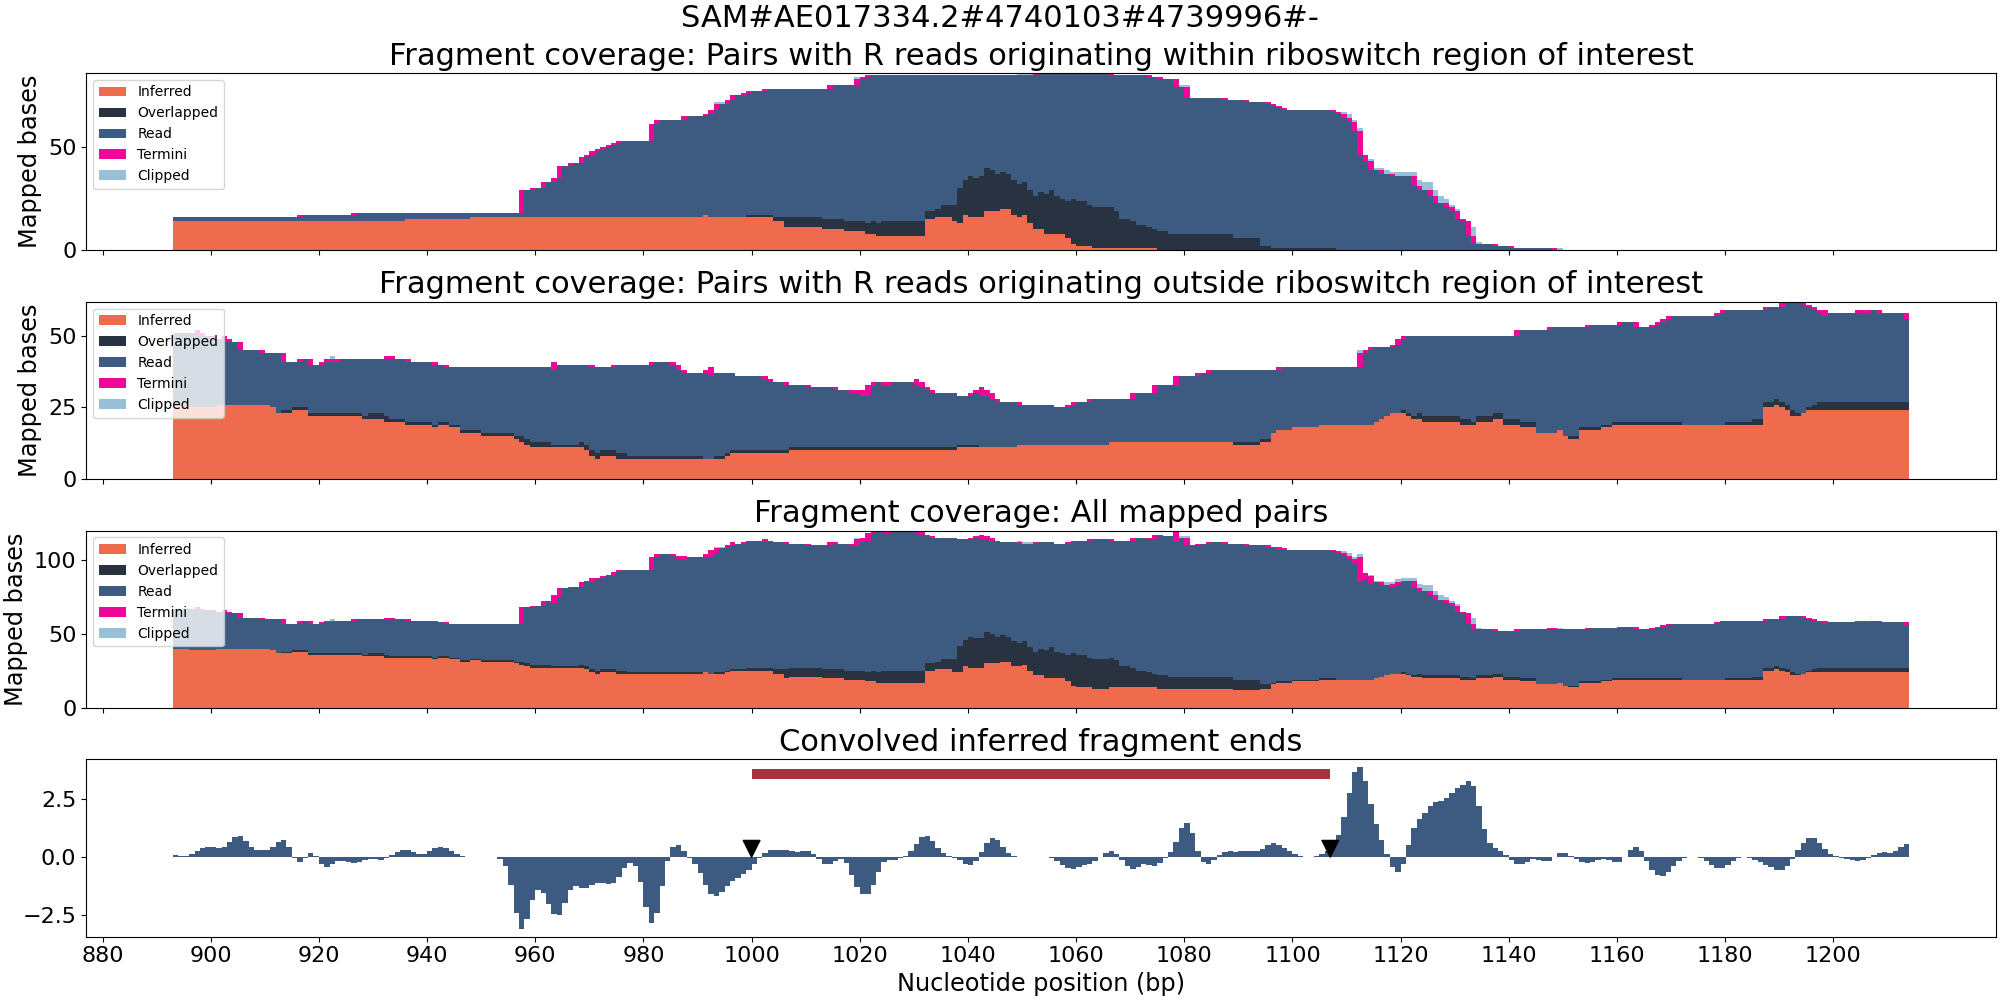 SAM#AE017334.2#4740103#4739996#-
Fragment coverage: Pairs with R reads originating within riboswitch region of interest
Mapped bases
50
0
Inferred
Overlapped
Read
Termini
Clipped
Fragment coverage: Pairs with R reads originating outside riboswitch region of interest
Mapped bases
50
25
0
Inferred
Overlapped
Read
Termini
Clipped
Fragment coverage: All mapped pairs
Mapped bases
100
50
0
Inferred
Overlapped
Read
Termini
Clipped
Convolved inferred fragment ends
2.5
0.0
−2.5
880 900 920 940 960 980 1000 1020 1040 1060 1080 1100 1120 1140 1160 1180 1200
Nucleotide position (bp)